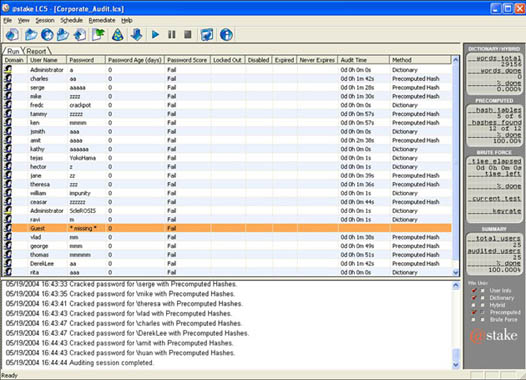 @stake LC5 - [Corporate_Audit.lcs]
File View Session Schedule Remediate Help
Run Report
Domain User Name Password Password Age (days) Password Score Locked Out Disabled Expired Never Expires Audit Time Method
Administrator a 0 Fail 0d 0h 0m 0s Dictionary
charles aa 0 Fail 0d 0h 1m 42s Precomputed Hash
serge aaaaa 0 Fail 0d 0h 1m 28s Precomputed Hash
mike zzzz 0 Fail 0d 0h 1m 30s Precomputed Hash
fredc crackpot 0 Fail 0d 0h 0m 0s Dictionary
tammy zzzzz 0 Fail 0d 0h 0m 57s Precomputed Hash
ken mmmm 0 Fail 0d 0h 0m 57s Precomputed Hash
jsmith aaa 0 Fail 0d 0h 0m 0s Dictionary
amit aaaa 0 Fail 0d 0h 2m 38s Precomputed Hash
kathy aaaaaa 0 Fail 0d 0h 0m 0s Dictionary
tejas YokoHama 0 Fail 0d 0h 0m 1s Dictionary
hector z 0 Fail 0d 0h 0m 1s Dictionary
jane zz 0 Fail 0d 0h 0m 39s Precomputed Hash
theresa zzz 0 Fail 0d 0h 1m 36s Precomputed Hash
william impunity 0 Fail 0d 0h 0m 1s Dictionary
ceasar zzzzzz 0 Fail 0d 0h 0m 44s Precomputed Hash
Administrator ScleROSIS 0 Fail 0d 0h 0m 1s Dictionary
ravi m 0 Fail 0d 0h 0m 1s Dictionary
Guest * missing * 0 Fail 0d 0h 0m 0s
vlad mm 0 Fail 0d 0h 1m 38s Precomputed Hash
george mmm 0 Fail 0d 0h 0m 49s Precomputed Hash
thomas mmmmmm 0 Fail 0d 0h 0m 51s Precomputed Hash
DerekLee aa 0 Fail 0d 0h 1m 42s Precomputed Hash
rita aaa 0 Fail 0d 0h 0m 0s Dictionary
05/19/2004 16:43:33 Cracked password for \serge with Precomputed Hashes.
05/19/2004 16:43:35 Cracked password for \mike with Precomputed Hashes.
05/19/2004 16:43:41 Cracked password for \theresa with Precomputed Hashes.
05/19/2004 16:43:43 Cracked password for \vlad with Precomputed Hashes.
05/19/2004 16:43:47 Cracked password for \charles with Precomputed Hashes.
05/19/2004 16:43:47 Cracked password for \DerekLee with Precomputed Hashes.
05/19/2004 16:44:43 Cracked password for \amit with Precomputed Hashes.
05/19/2004 16:44:43 Cracked password for \huan with Precomputed Hashes.
05/19/2004 16:44:44 Auditing session completed.
Ready
DICTIONARY/HYBRID
words total
29156
words done
0
% done
0.000%
PRECOMPUTED
hash tables
5 of 6
hashes found
12 of 12
% done
100.000%
BRUTE FORCE
time elapsed
0d 0h 0m 0s
time left
% done
current test
keyrate
SUMMARY
total users
25
audited users
25
% done
100.00%
User Info
Dictionary
Hybrid
Precomputed
Brute Force
@stake